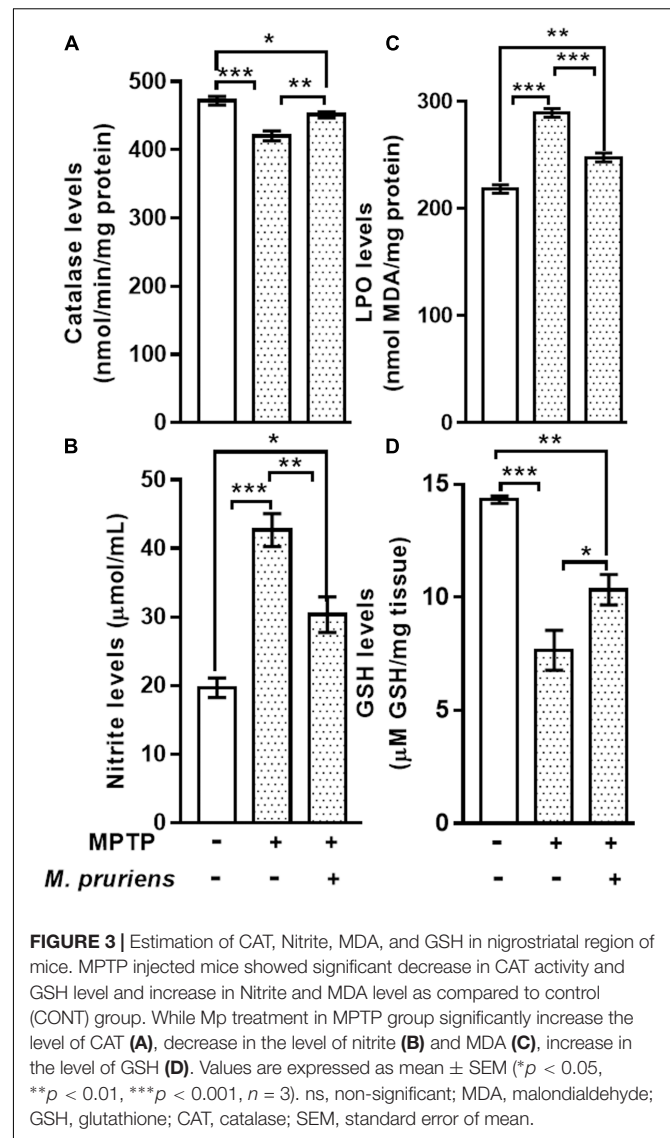 A
*
***
**
500
400
300
200
100
0
Catalase levels
(nmol/min/mg protein)
C
**
***
***
300
200
100
0
LPO levels
(nmol MDA/mg protein)
B
*
***
**
50
40
30
20
10
0
Nitrite levels (µmol/mL)
D
**
***
*
15
10
5
0
GSH levels
(µM GSH/mg tissue)
MPTP - + + - + +
M. pruriens - - + - - +
FIGURE 3 | Estimation of CAT, Nitrite, MDA, and GSH in nigrostriatal region of
mice. MPTP injected mice showed significant decrease in CAT activity and
GSH level and increase in Nitrite and MDA level as compared to control
(CONT) group. While Mp treatment in MPTP group significantly increase the
level of CAT (A), decrease in the level of nitrite (B) and MDA (C), increase in
the level of GSH (D). Values are expressed as mean ± SEM (*p < 0.05,
**p < 0.01, ***p < 0.001, n = 3). ns, non-significant; MDA, malondialdehyde;
GSH, glutathione; CAT, catalase; SEM, standard error of mean.